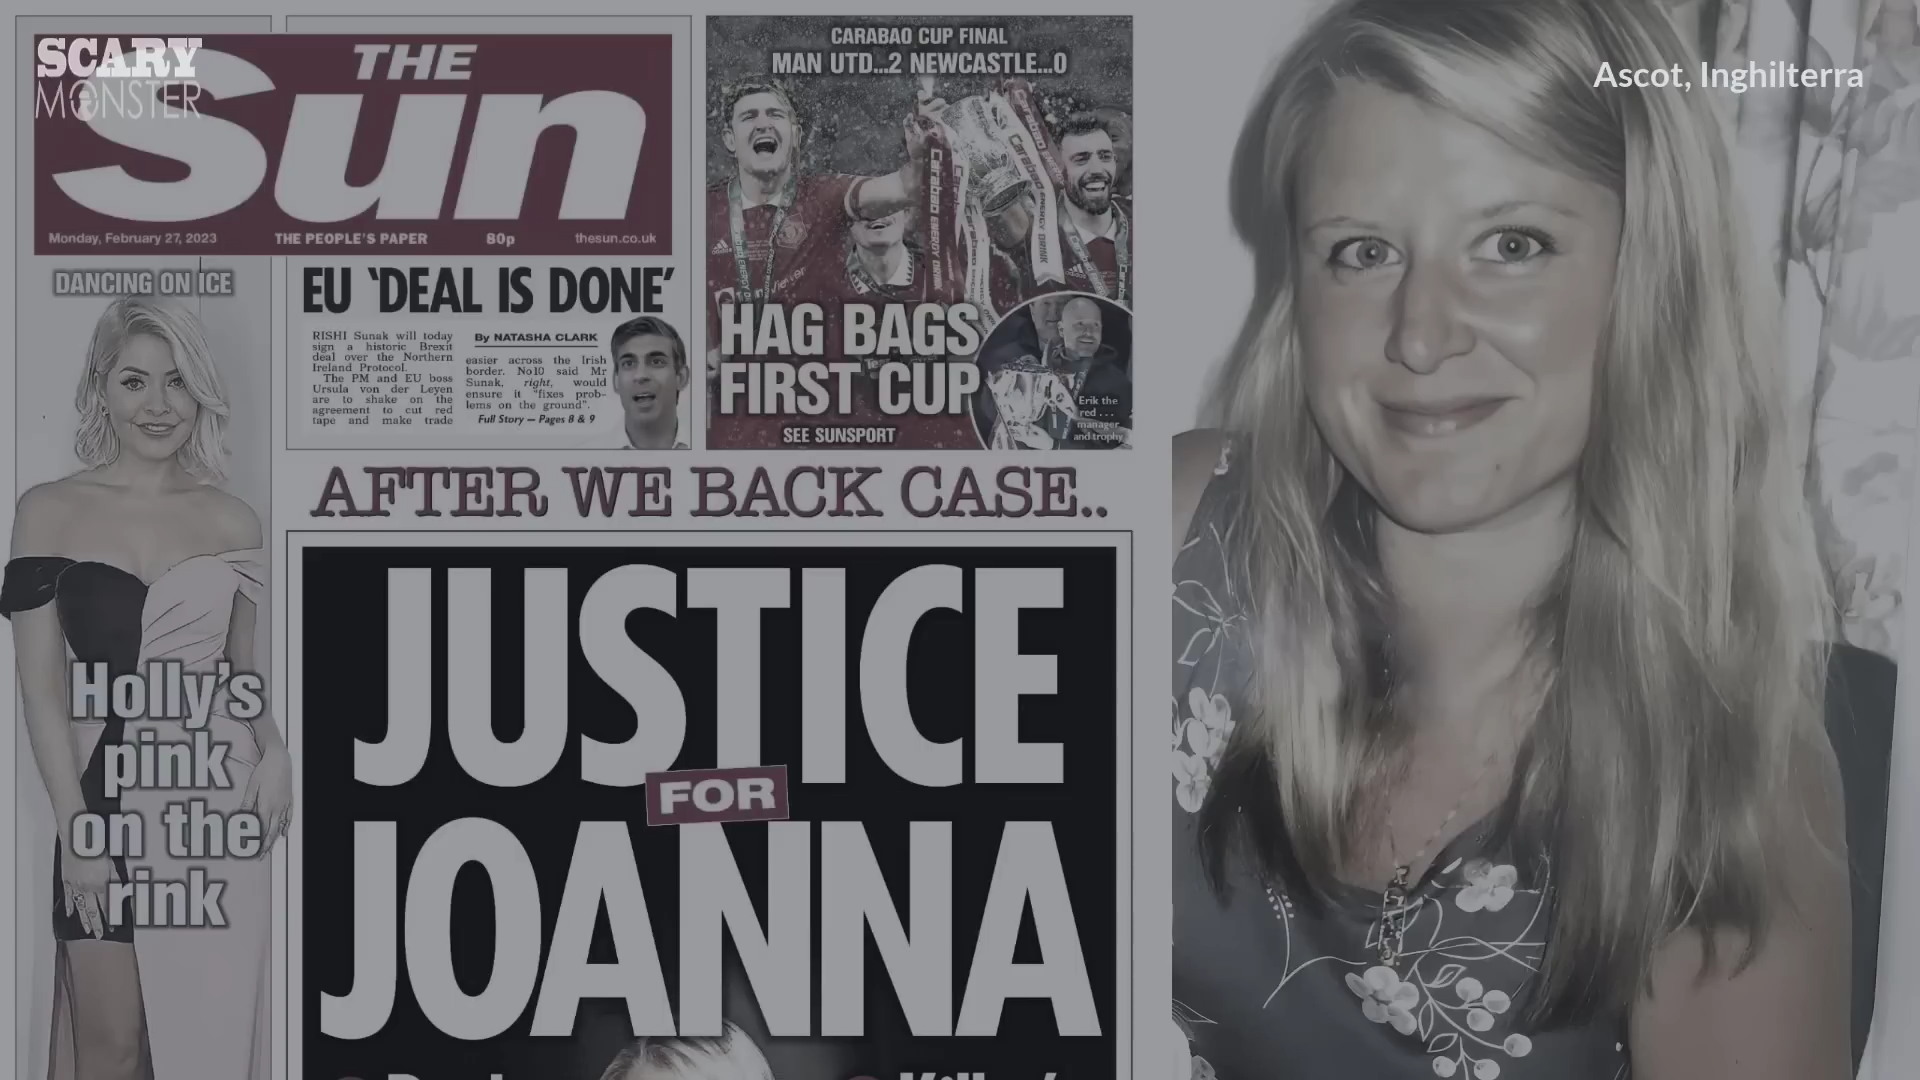 SCARY
MONSTER
Ascot, Inghilterra
THE
Sun
Monday, February 27, 2023
THE PEOPLE'S PAPER
80p
thesun.co.uk
CARABAO CUP FINAL
MAN UTD...2 NEWCASTLE...0
DANCING ON ICE
EU 'DEAL IS DONE'
RISHI Sunak will today
sign a historic Brexit
deal over the Northern
Ireland Protocol.
The PM and EU boss
Ursula von der Leyen
are to shake on the
agreement to cut red
tape and make trade
By NATASHA CLARK
easier across the Irish
border. No10 said Mr
Sunak, right, would
ensure it "fixes prob-
lems on the ground".
Full Story — Pages 8 & 9
HAG BAGS
FIRST CUP
SEE SUNSPORT
Erik the
red . . .
manager
and trophy
AFTER WE BACK CASE..
JUSTICE
FOR
JOANNA
Holly's
pink
on the
rink